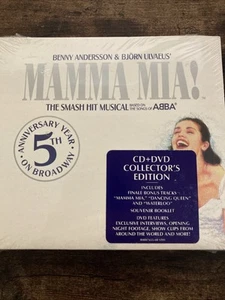 BENNY ANDERSSON & BJÖRN ULVAEUS'
MAMMA MIA!
THE SMASH HIT MUSICAL BASED ON THE SONGS OF ABBA®
ANNIVERSARY YEAR
5TH
ON BROADWAY
CD+DVD
COLLECTOR'S
EDITION
INCLUDES
FINALE BONUS TRACKS
"MAMMA MIA," "DANCING QUEEN"
AND "WATERLOO"
SOUVENIR BOOKLET
DVD FEATURES
EXCLUSIVE INTERVIEWS, OPENING
NIGHT FOOTAGE, SHOW CLIPS FROM
AROUND THE WORLD AND MORE!